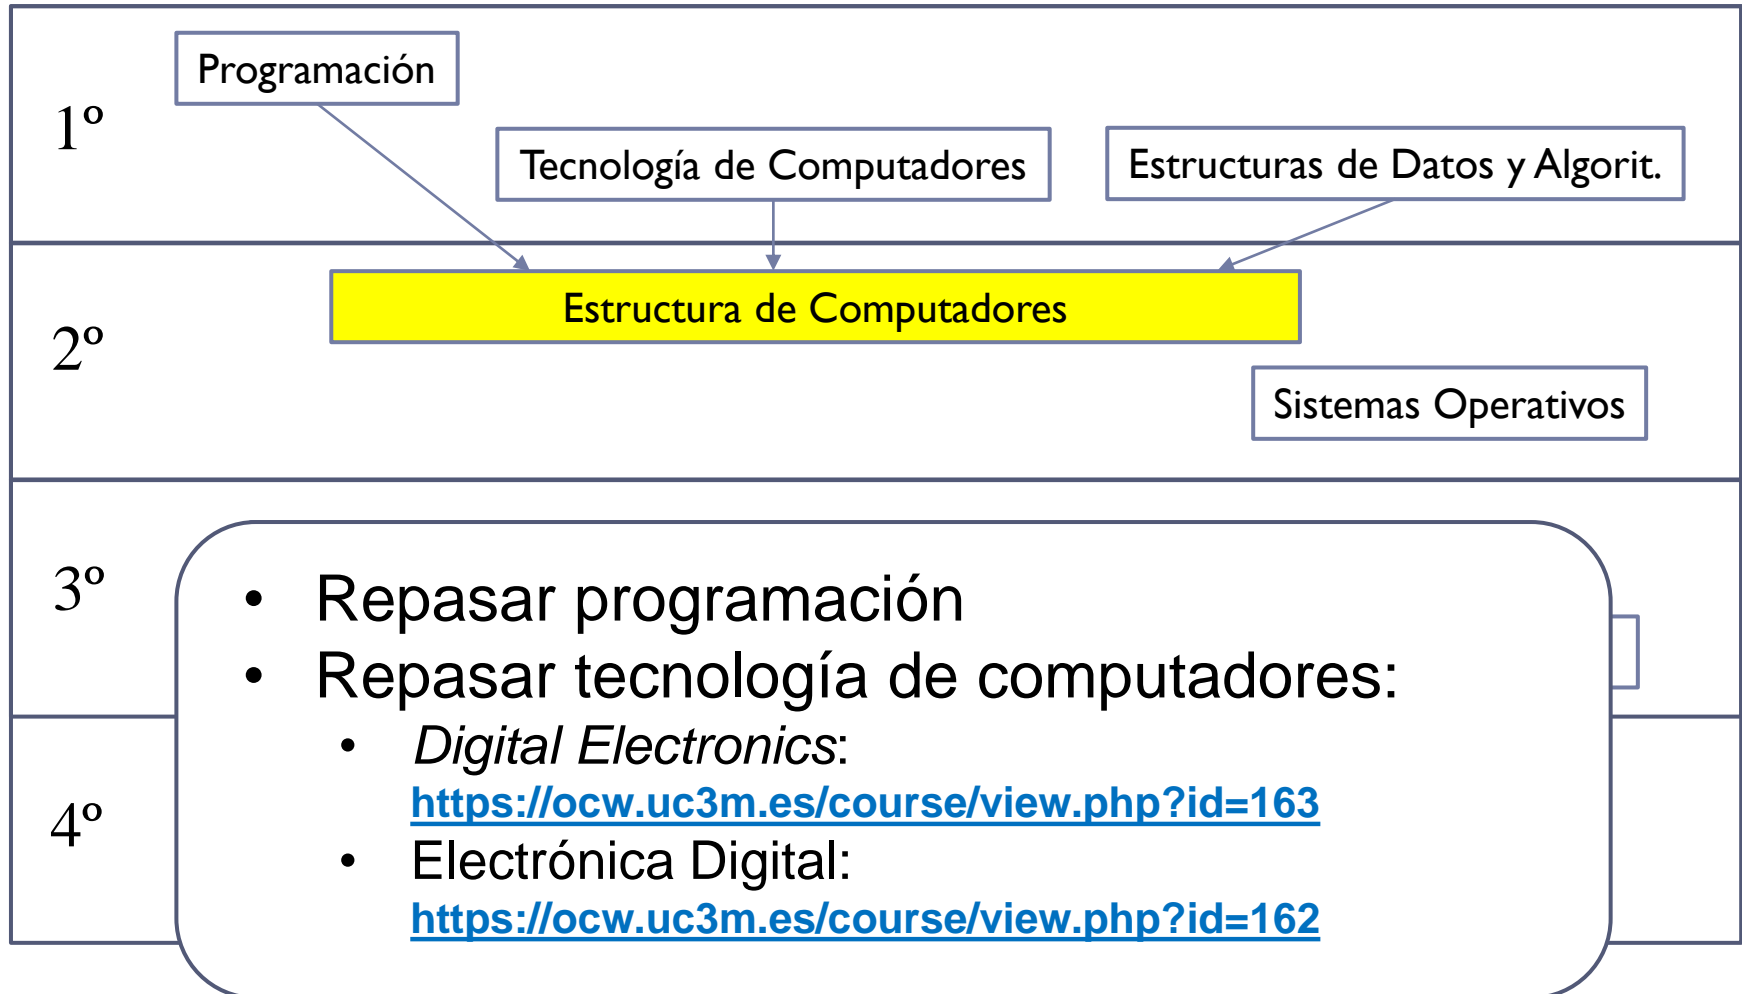 1º
Programación
Tecnología de Computadores
Estructuras de Datos y Algorit.
2º
Estructura de Computadores
Sistemas Operativos
3º
• Repasar programación
• Repasar tecnología de computadores:
• Digital Electronics:
https://ocw.uc3m.es/course/view.php?id=163
4º
• Electrónica Digital:
https://ocw.uc3m.es/course/view.php?id=162